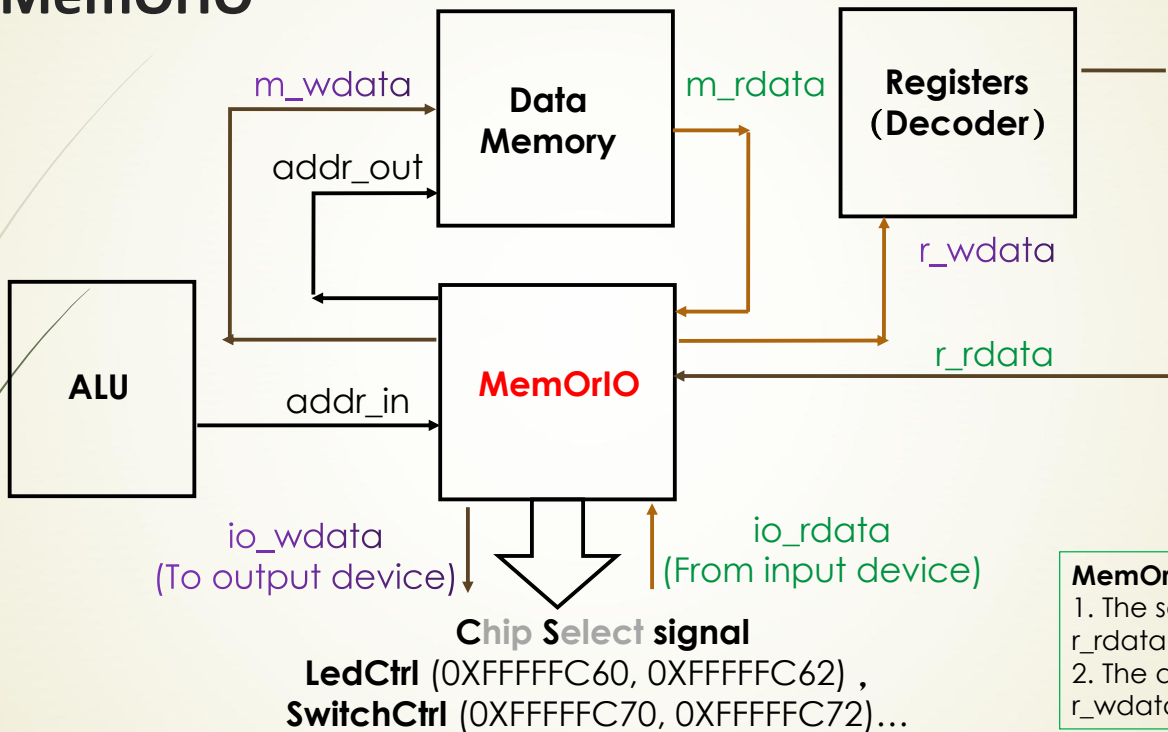 MemOrIO
m_wdata
Data
Memory
m_rdata
Registers
(Decoder)
addr_out
r_wdata
ALU
addr_in
MemOrIO
r_rdata
io_wdata
(To output device)
io_rdata
(From input device)
Chip Select signal
LedCtrl (0XFFFFFC60, 0XFFFFFC62) ,
SwitchCtrl (0XFFFFFC70, 0XFFFFFC72)...
1. The
r_rdata
2. The